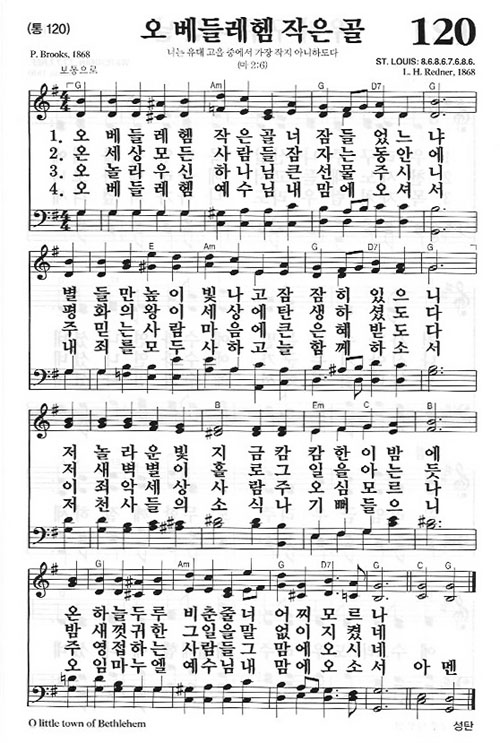 (통 120)
오 베들레헴 작은 골
120
P. Brooks, 1868
너는 유대 고을 중에서 가장 작지 아니하도다
(마 2:6)
ST. LOUIS: 8.6.8.6.7.6.8.6.
L. H. Redner, 1868
보통으로
G Am G D7 G
1. 오 베들레헴 작은 골 너 잠들었느냐
2. 온 세상 모든 사람들 잠자는 동안에
3. 오 놀라우신 하나님 큰 선물 주시니
4. 오 베들레헴 예수님 내 맘에 오셔서
E Am G D7 G
별들만 높이 빛나고 잠잠히 있으니
평화의 왕이 세상에 탄생하셨도다
주 믿는 사람 마음에 큰 은혜 받도다
내 죄를 모두 사하고 늘 함께 하소서
B Em C B
저 놀라운 빛 지금 캄캄한 이 밤에
저 새벽별이 홀로 그 일을 아는 듯
이 죄악 세상 사람 주 오심 모르나
저 천사들의 소식 나 기뻐 들으니
G Am G D7 G C G
온 하늘 두루 비춘 줄 너 어찌 모르나
밤새껏 귀한 그 일을 말없이 지켰네
주 영접하는 사람들 그 맘에 오시네
오 임마누엘 예수님 내 맘에 오소서 아멘
O little town of Bethlehem
성탄